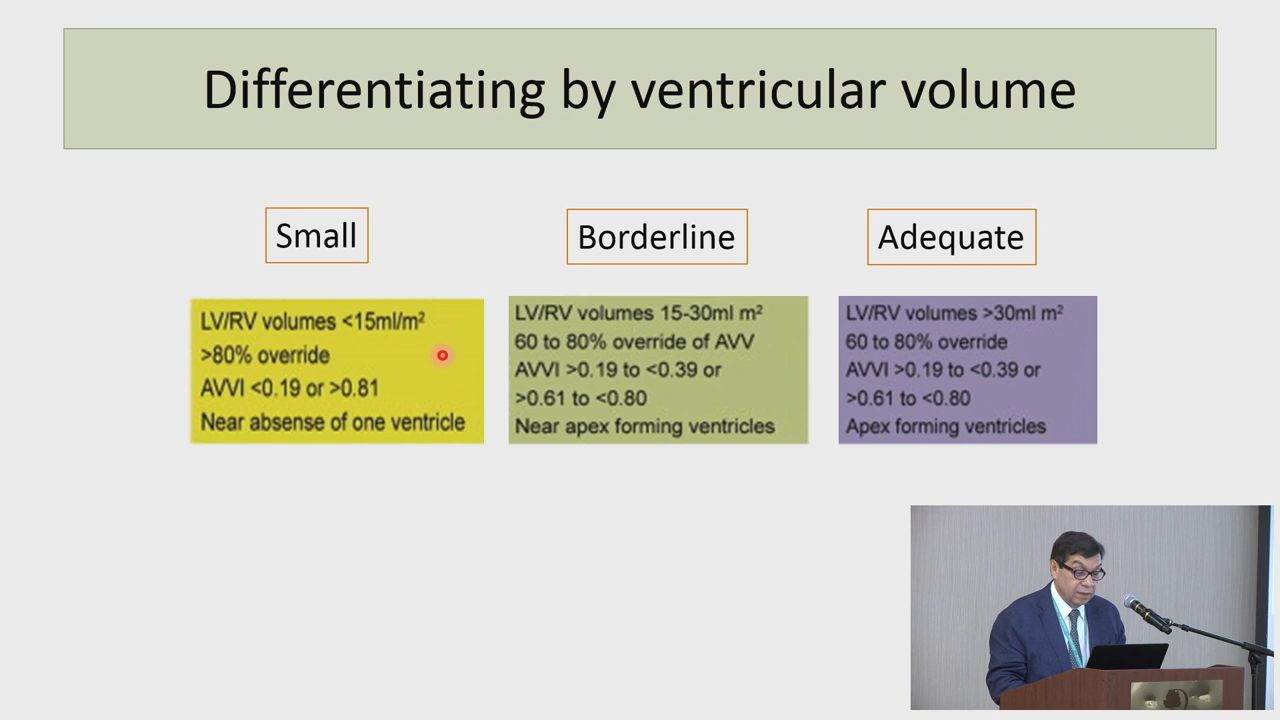 Differentiating by ventricular volume
Small
LV/RV volumes <15ml/m²
>80% override
AVVI <0.19 or >0.81
Near absense of one ventricle
Borderline
LV/RV volumes 15-30ml m²
60 to 80% override of AVV
AVVI >0.19 to <0.39 or
>0.61 to <0.80
Near apex forming ventricles
Adequate
LV/RV volumes >30ml m²
60 to 80% override
AVVI >0.19 to <0.39 or
>0.61 to <0.80
Apex forming ventricles